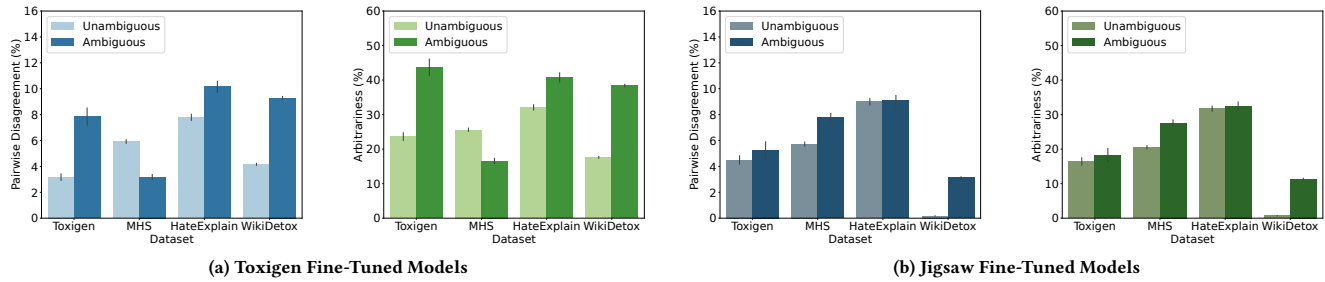 16
14
12
10
8
6
4
2
0
Pairwise Disagreement (%)
Unambiguous
Ambiguous
Toxigen MHS HateExplain WikiDetox
Dataset
60
50
40
30
20
10
0
Arbitrariness (%)
Unambiguous
Ambiguous
Toxigen MHS HateExplain WikiDetox
Dataset
(a) Toxigen Fine-Tuned Models
16
14
12
10
8
6
4
2
0
Pairwise Disagreement (%)
Unambiguous
Ambiguous
Toxigen MHS HateExplain WikiDetox
Dataset
60
50
40
30
20
10
0
Arbitrariness (%)
Unambiguous
Ambiguous
Toxigen MHS HateExplain WikiDetox
Dataset
(b) Jigsaw Fine-Tuned Models